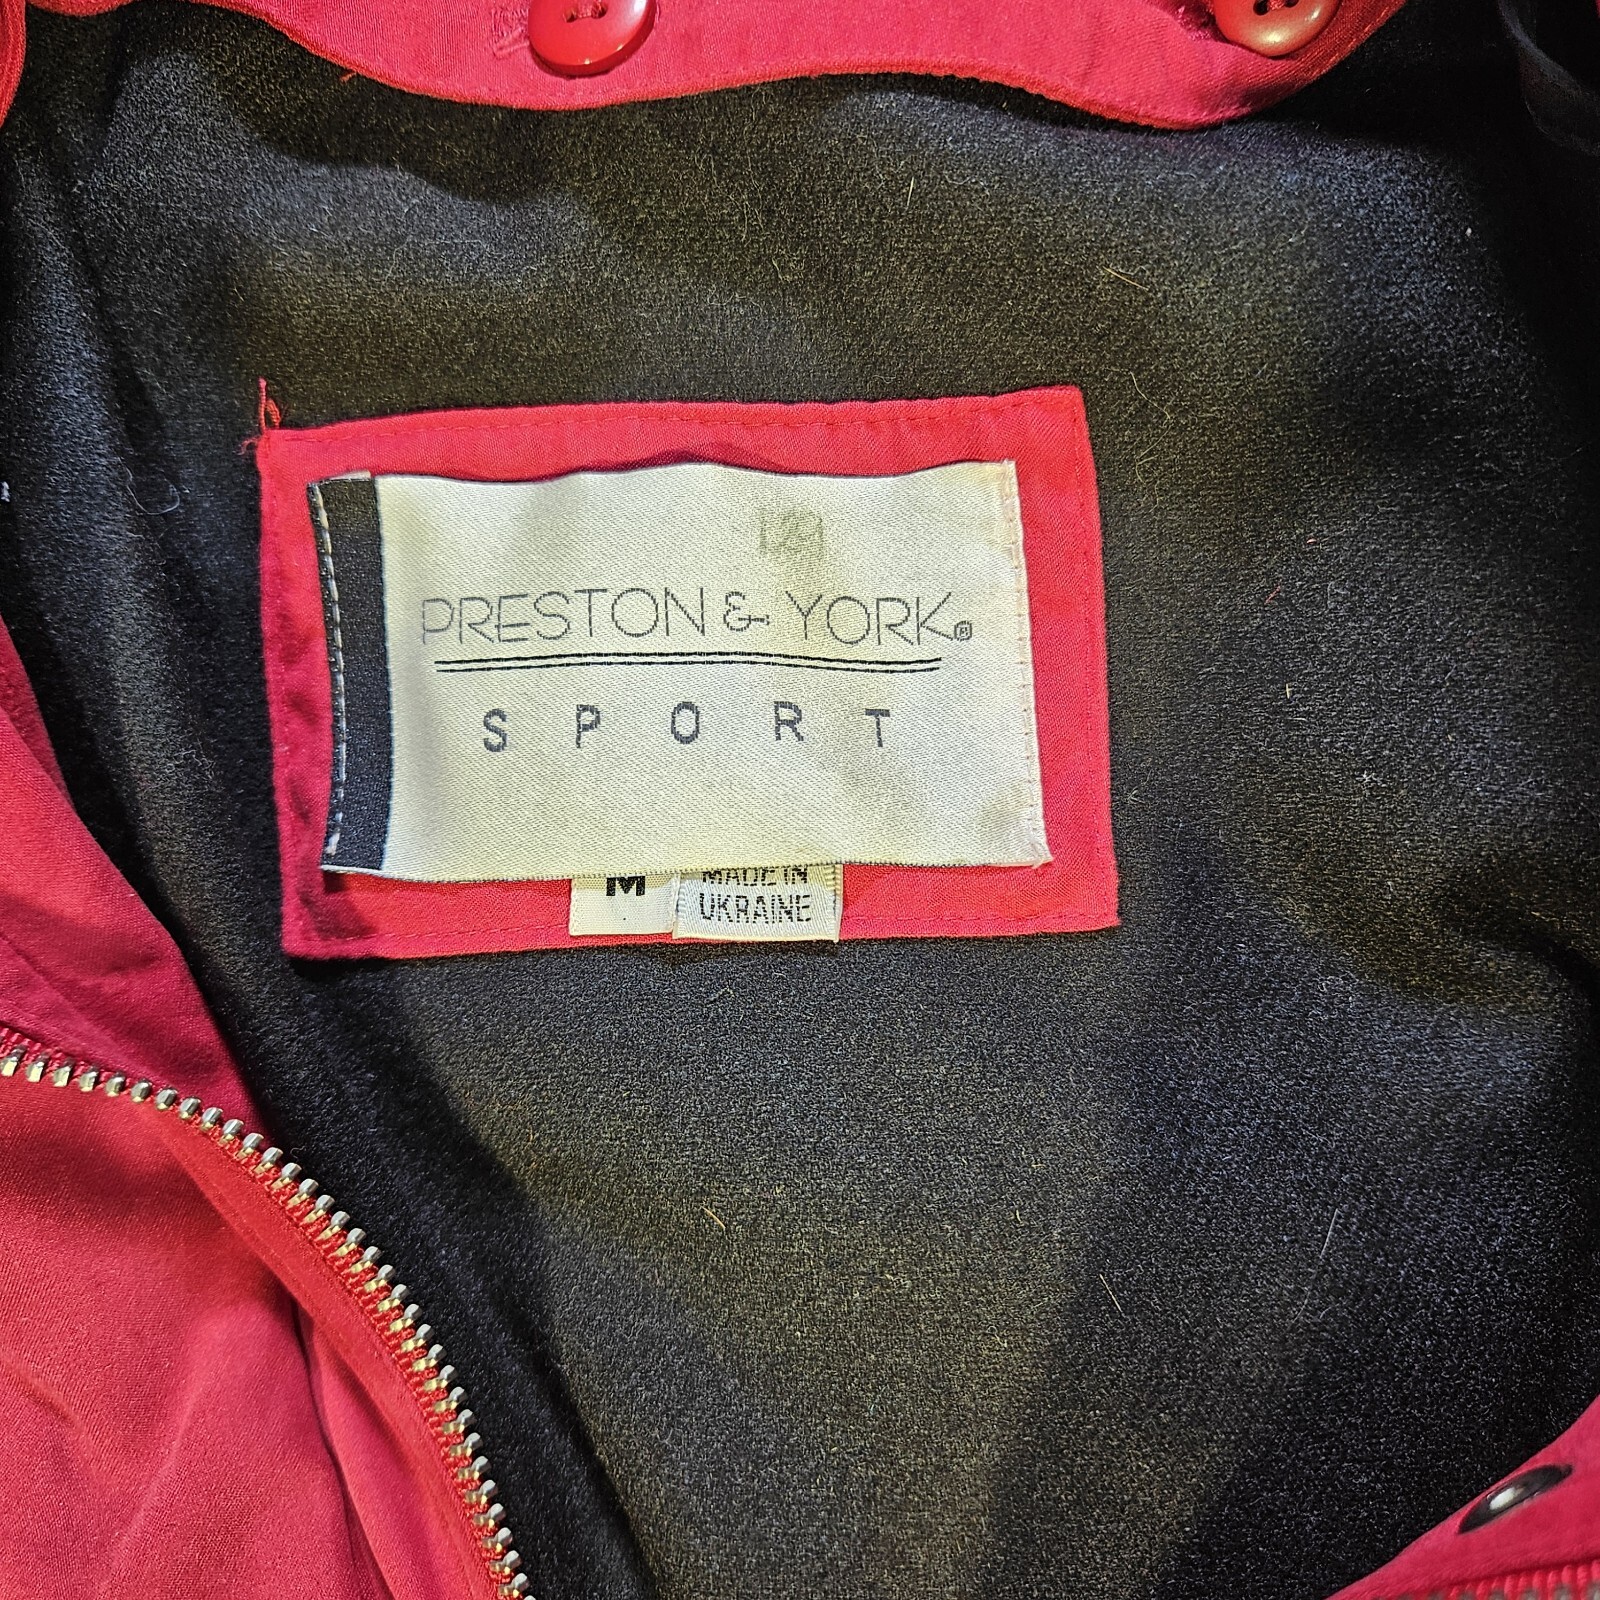 PRESTON & YORK®
SPORT
M
MADE IN
UKRAINE